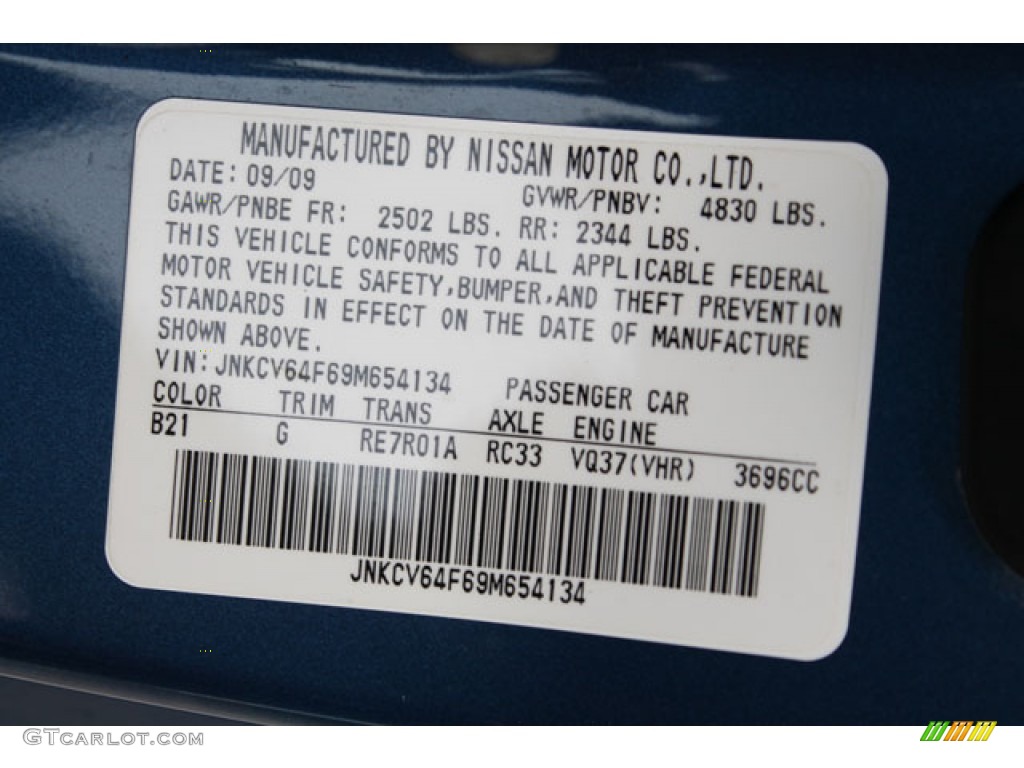 MANUFACTURED BY NISSAN MOTOR CO.,LTD.
DATE: 09/09 GVWR/PNBV: 4830 LBS.
GAWR/PNBE FR: 2502 LBS. RR: 2344 LBS.
THIS VEHICLE CONFORMS TO ALL APPLICABLE FEDERAL
MOTOR VEHICLE SAFETY,BUMPER,AND THEFT PREVENTION
STANDARDS IN EFFECT ON THE DATE OF MANUFACTURE
SHOWN ABOVE.
VIN: JNKCV64F69M654134 PASSENGER CAR
COLOR TRIM TRANS AXLE ENGINE
B21 G RE7R01A RC33 VQ37(VHR) 3696CC
JNKCV64F69M654134
GTCARLOT.COM